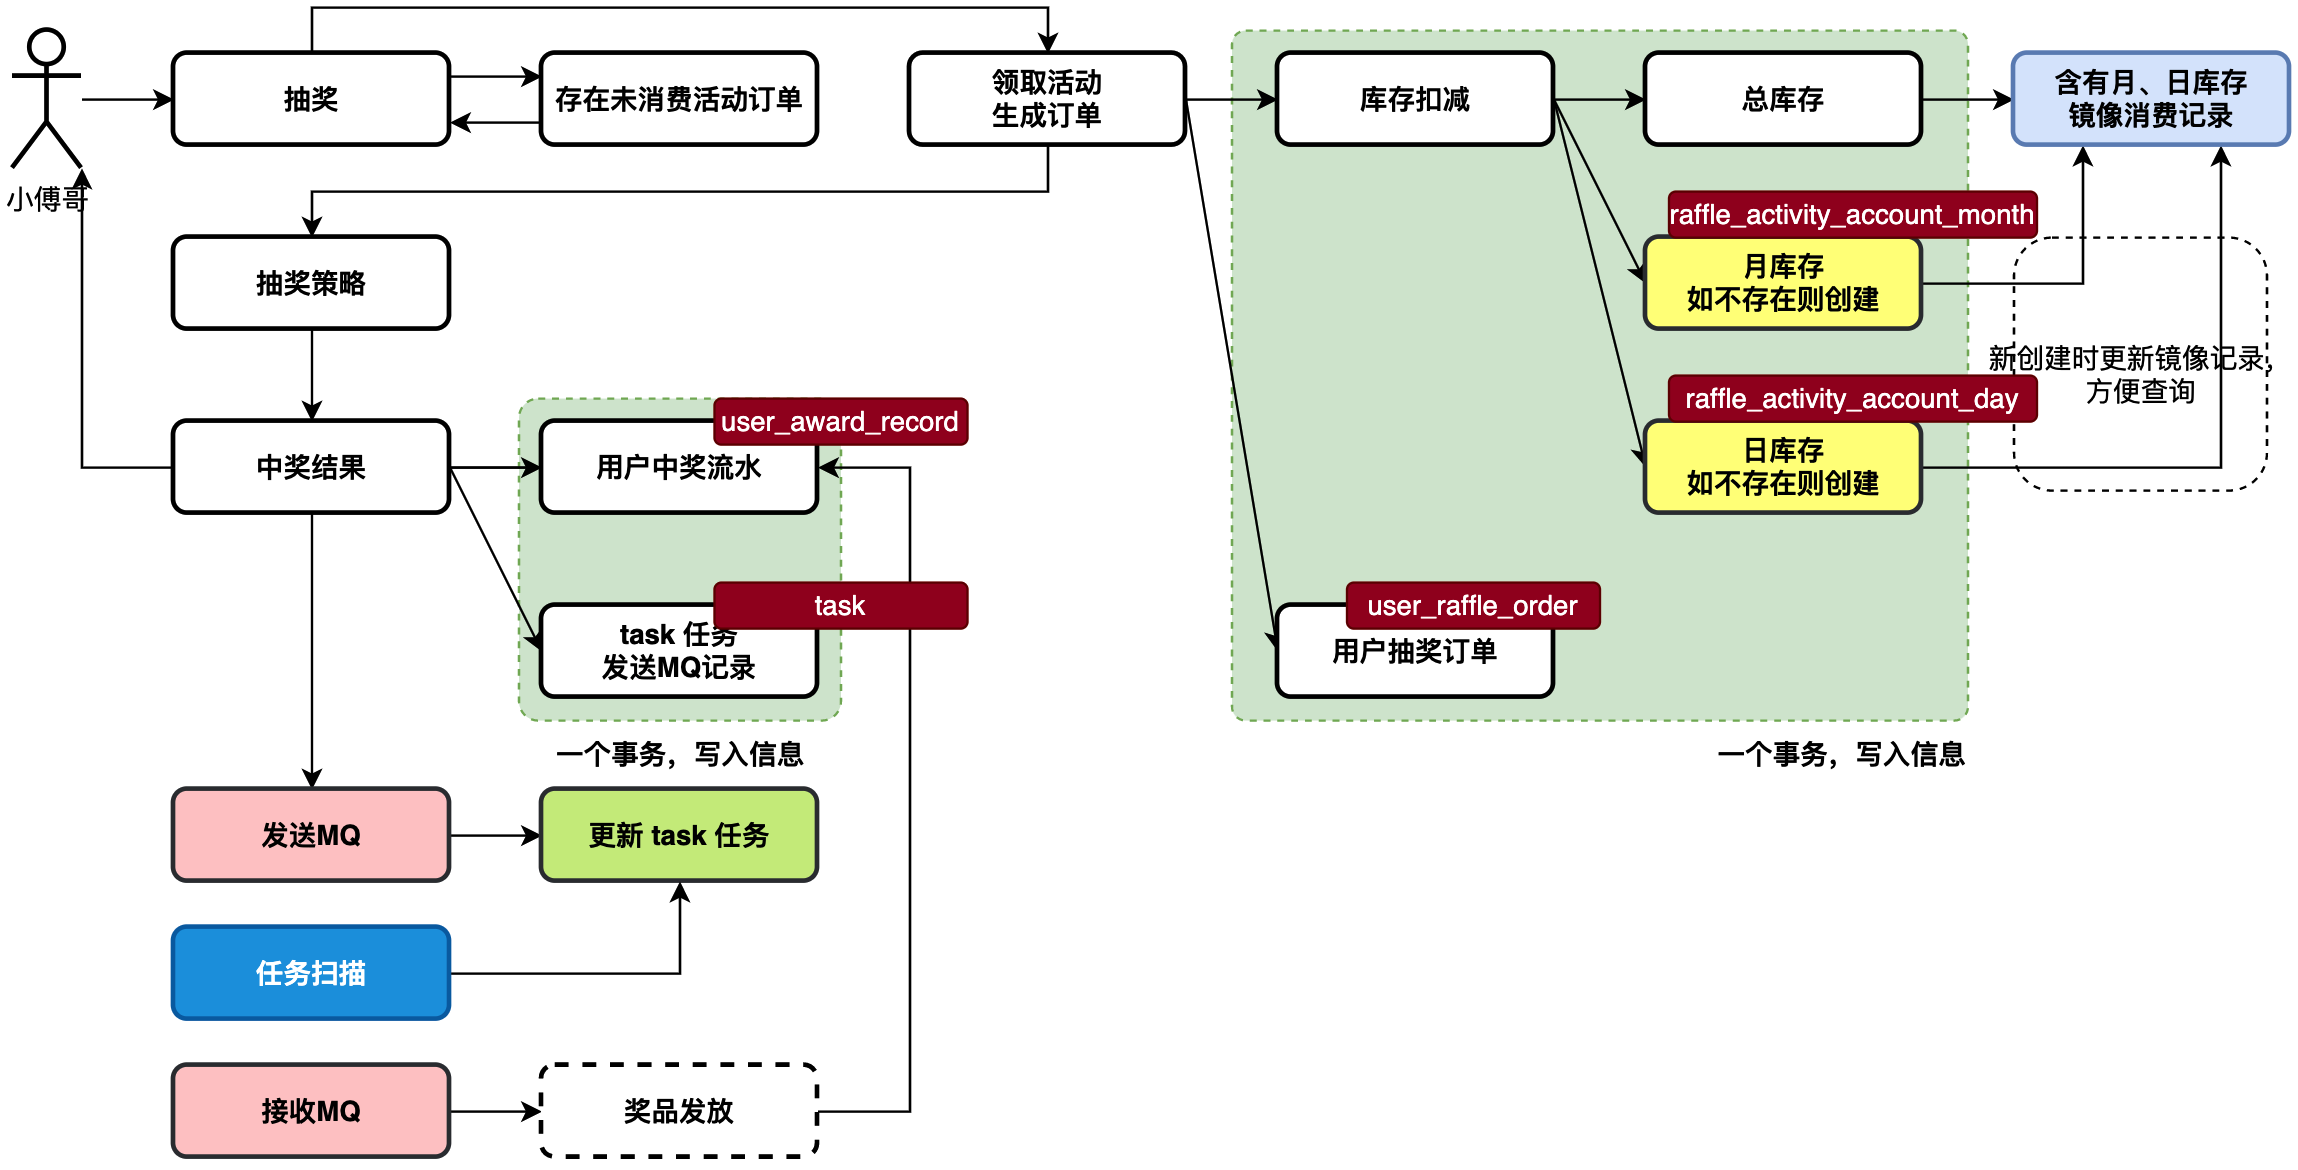 小傅哥
抽奖
存在未消费活动订单
领取活动
生成订单
库存扣减
总库存
含有月、日库存
镜像消费记录
抽奖策略
raffle_activity_account_month
月库存
如不存在则创建
新创建时更新镜像记录，
方便查询
raffle_activity_account_day
日库存
如不存在则创建
中奖结果
user_award_record
用户中奖流水
task
task 任务
发送MQ记录
user_raffle_order
用户抽奖订单
一个事务，写入信息
一个事务，写入信息
发送MQ
更新 task 任务
任务扫描
接收MQ
奖品发放